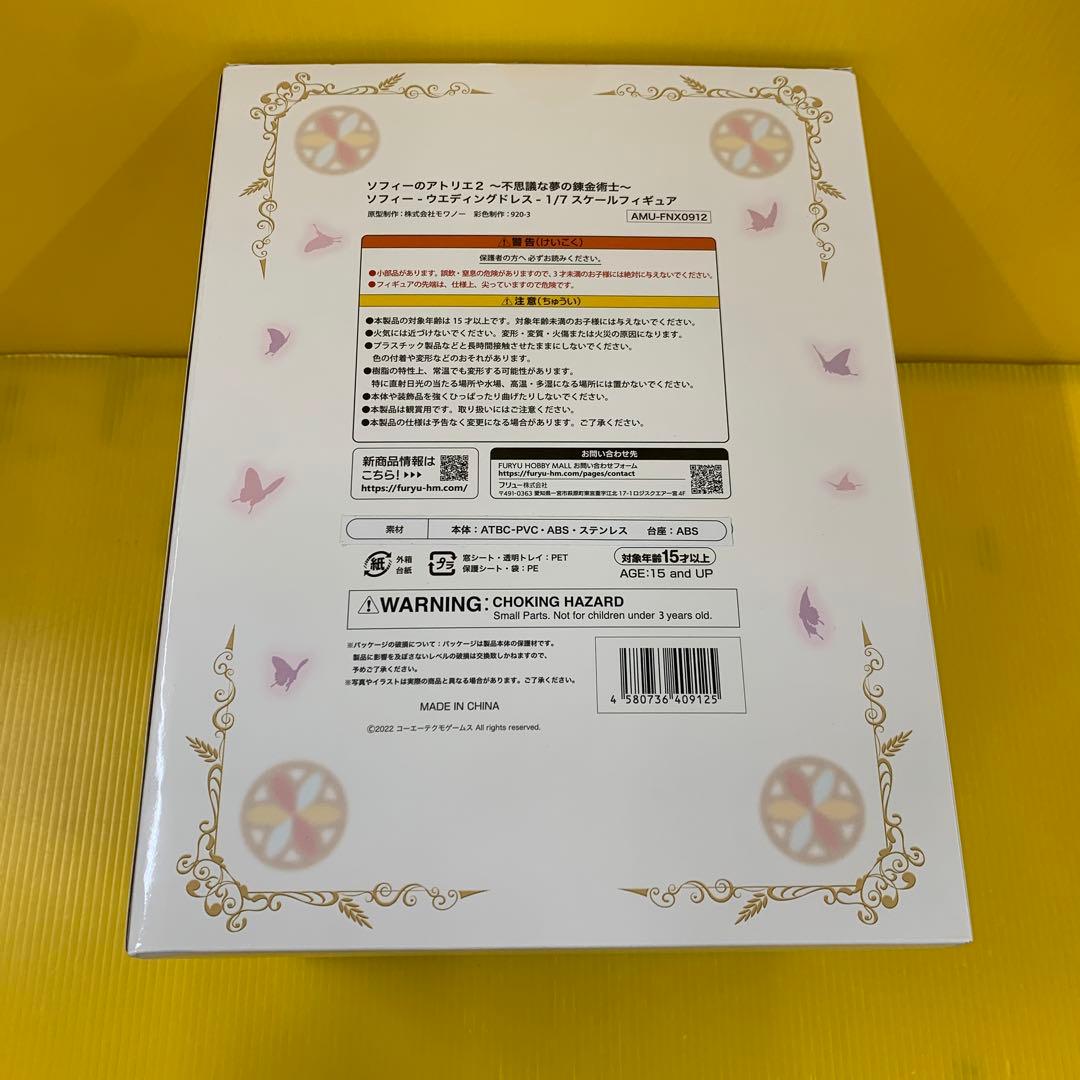 ソフィーのアトリエ2 ～不思議な夢の錬金術士～
ソフィー - ウエディングドレス - 1/7 スケールフィギュア
原型制作：株式会社モワノー 彩色制作：920-3
AMU-FNX0912
⚠警告(けいこく)
保護者の方へ 必ずお読みください。
●小部品があります。誤飲・窒息の危険がありますので、3才未満のお子様には絶対に与えないでください。
●フィギュアの先端は、仕様上、尖っていますので危険です。
⚠注意(ちゅうい)
●本製品の対象年齢は15才以上です。対象年齢未満のお子様には与えないでください。
●火気には近づけないでください。変形・変質・火傷または火災の原因になります。
●プラスチック製品などと長時間接触させたままにしないでください。
色の付着や変形などのおそれがあります。
●樹脂の特性上、常温でも変形する可能性があります。
特に直射日光の当たる場所や水場、高温・多湿になる場所には置かないでください。
●本体や装飾品を強くひっぱったり曲げたりしないでください。
●本製品は観賞用です。取り扱いにはご注意ください。
●本製品の仕様は予告なく変更になる場合があります。ご了承ください。
新商品情報は
こちら！▸▸▸
https://furyu-hm.com/
お問い合わせ先
FURYU HOBBY MALL お問い合わせフォーム
https://furyu-hm.com/pages/contact
フリュー株式会社
〒491-0363 愛知県一宮市萩原町東宮重字江北 17-1ロジスクエアー宮 4F
素材 本体：ATBC-PVC・ABS・ステンレス 台座：ABS
紙 外箱
台紙
プラ 窓シート・透明トレイ：PET
保護シート・袋：PE
対象年齢15才以上
AGE:15 and UP
⚠WARNING: CHOKING HAZARD
Small Parts. Not for children under 3 years old.
※パッケージの破損について：パッケージは製品本体の保護材です。
製品に影響を及ぼさないレベルの破損は交換致しかねますので、
予めご了承ください。
※写真やイラストは実際の商品と異なる場合があります。ご了承ください。
MADE IN CHINA
4 580736 409125
©2022 コーエーテクモゲームス All rights reserved.